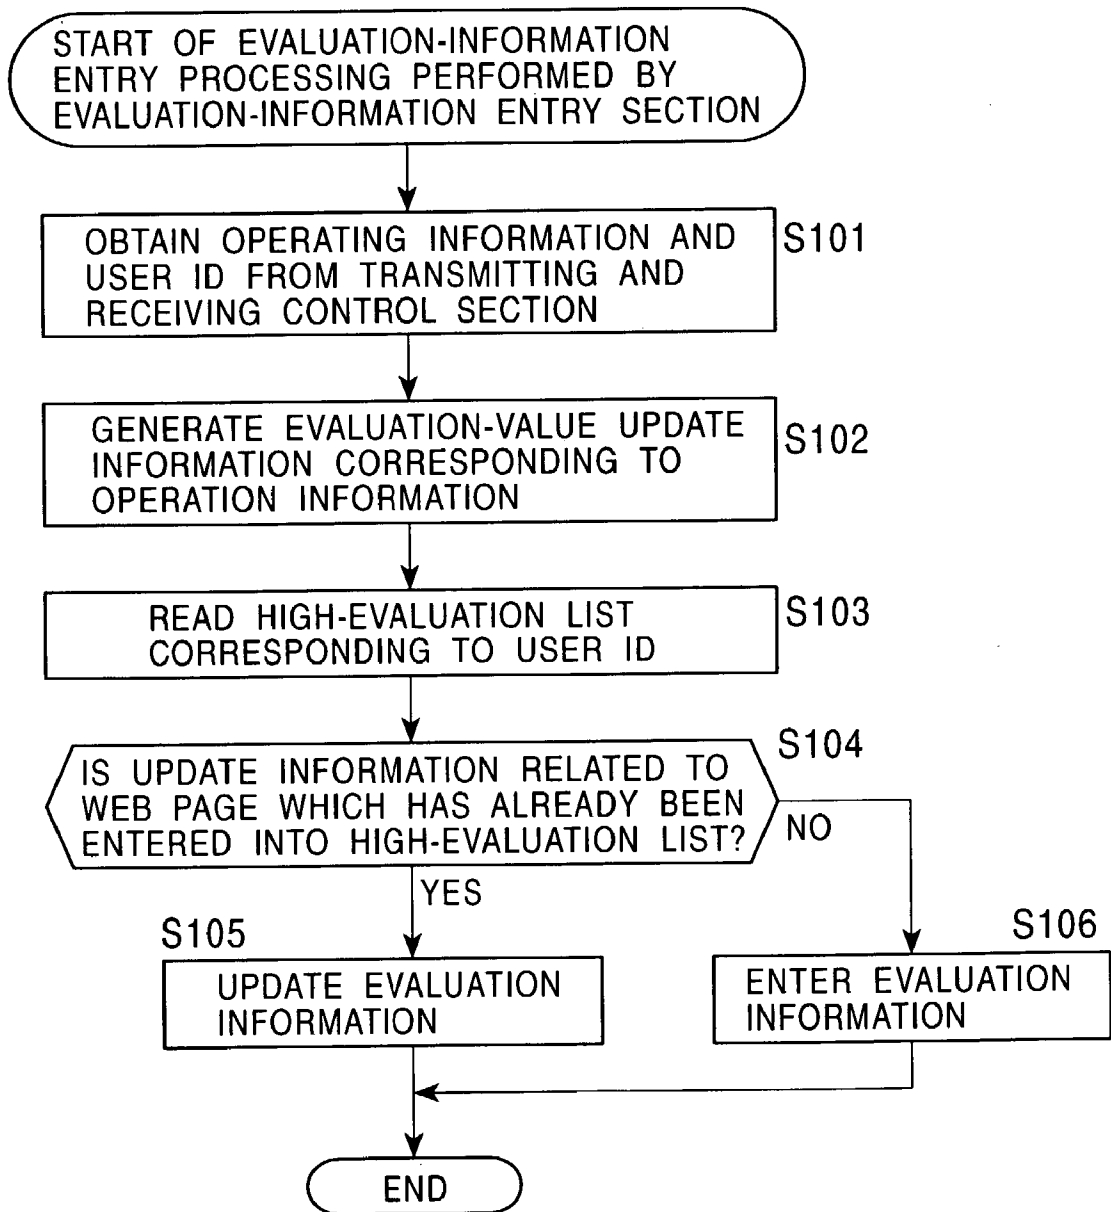 START OF EVALUATION-INFORMATION
ENTRY PROCESSING PERFORMED BY
EVALUATION-INFORMATION ENTRY SECTION
S101
OBTAIN OPERATING INFORMATION AND
USER ID FROM TRANSMITTING AND
RECEIVING CONTROL SECTION
S102
GENERATE EVALUATION-VALUE UPDATE
INFORMATION CORRESPONDING TO
OPERATION INFORMATION
S103
READ HIGH-EVALUATION LIST
CORRESPONDING TO USER ID
S104
IS UPDATE INFORMATION RELATED TO
WEB PAGE WHICH HAS ALREADY BEEN
ENTERED INTO HIGH-EVALUATION LIST?
NO
YES
S105
UPDATE EVALUATION
INFORMATION
S106
ENTER EVALUATION
INFORMATION
END